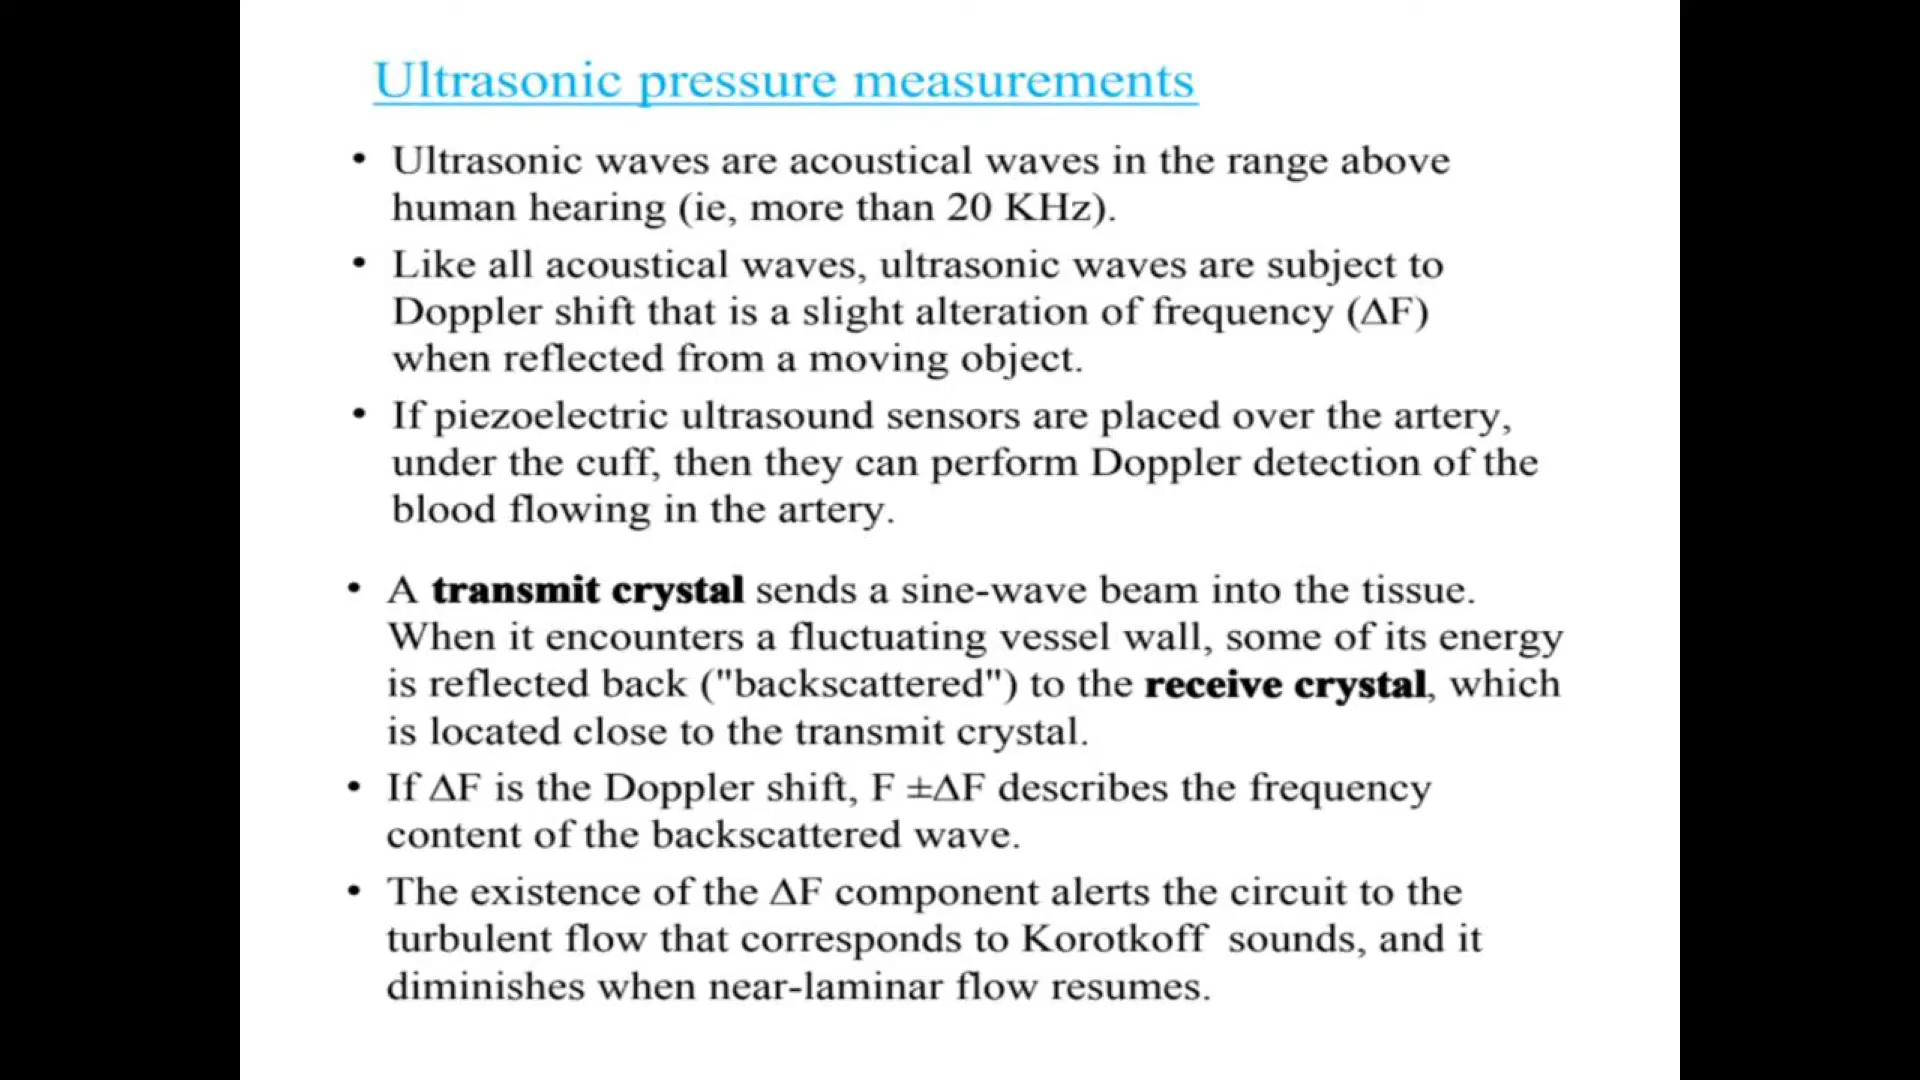 Ultrasonic pressure measurements
• Ultrasonic waves are acoustical waves in the range above
human hearing (ie, more than 20 KHz).
• Like all acoustical waves, ultrasonic waves are subject to
Doppler shift that is a slight alteration of frequency (ΔF)
when reflected from a moving object.
• If piezoelectric ultrasound sensors are placed over the artery,
under the cuff, then they can perform Doppler detection of the
blood flowing in the artery.
• A transmit crystal sends a sine-wave beam into the tissue.
When it encounters a fluctuating vessel wall, some of its energy
is reflected back ("backscattered") to the receive crystal, which
is located close to the transmit crystal.
• If ΔF is the Doppler shift, F ±ΔF describes the frequency
content of the backscattered wave.
• The existence of the ΔF component alerts the circuit to the
turbulent flow that corresponds to Korotkoff sounds, and it
diminishes when near-laminar flow resumes.